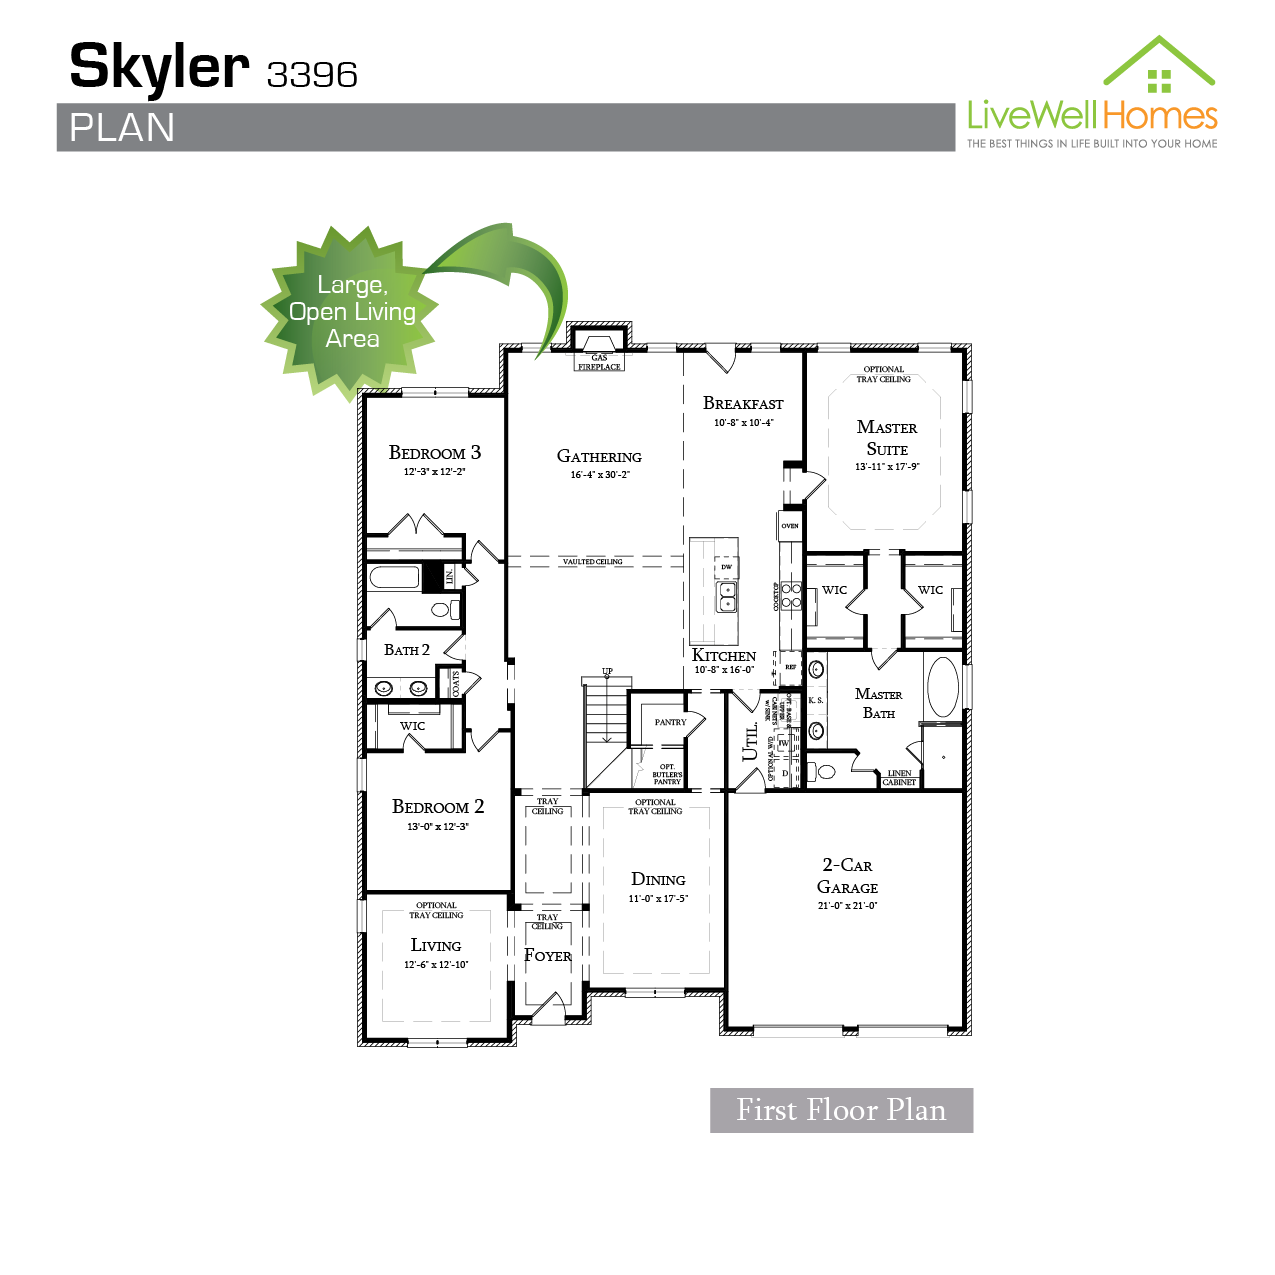 Skyler 3396
PLAN
LiveWellHomes
THE BEST THINGS IN LIFE BUILT INTO YOUR HOME
Large,
Open Living
Area
GAS
FIREPLACE
OPTIONAL
TRAY CEILING
BREAKFAST
10'-8" x 10'-4"
MASTER
SUITE
13'-11" x 17'-9"
BEDROOM 3
12'-3" x 12'-2"
GATHERING
16'-4" x 30'-2"
OVEN
VAULTED CEILING
DW
LIN.
COOKTOP
WIC
WIC
BATH 2
KITCHEN
10'-8" x 16'-0"
REF
UP
COATS
K. S.
MASTER
BATH
WIC
PANTRY
UTIL.
OPT. BASE &
UPPER
CABINETS
W/SINK
OPTIONAL W/D
W
D
OPT.
BUTLER'S
PANTRY
LINEN
CABINET
BEDROOM 2
13'-0" x 12'-3"
TRAY
CEILING
OPTIONAL
TRAY CEILING
2-CAR
GARAGE
21'-0" x 21'-0"
DINING
11'-0" x 17'-5"
OPTIONAL
TRAY CEILING
TRAY
CEILING
LIVING
12'-6" x 12'-10"
FOYER
First Floor Plan